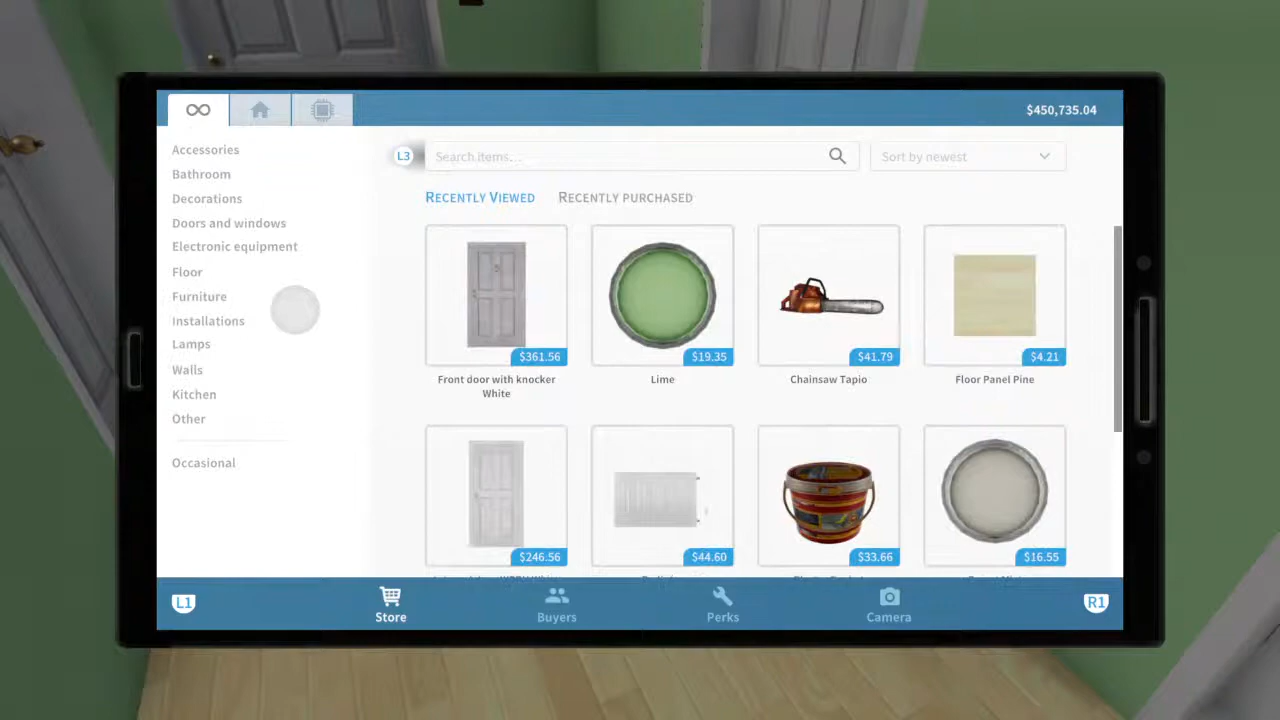 $450,735.04
Accessories
Bathroom
Decorations
Doors and windows
Electronic equipment
Floor
Furniture
Installations
Lamps
Walls
Kitchen
Other
Occasional
L3
Search items...
Sort by newest
RECENTLY VIEWED
RECENTLY PURCHASED
$361.56
$19.35
$41.79
$4.21
Front door with knocker
White
Lime
Chainsaw Tapio
Floor Panel Pine
$246.56
$44.60
$33.66
$16.55
L1
Store
Buyers
Perks
Camera
R1